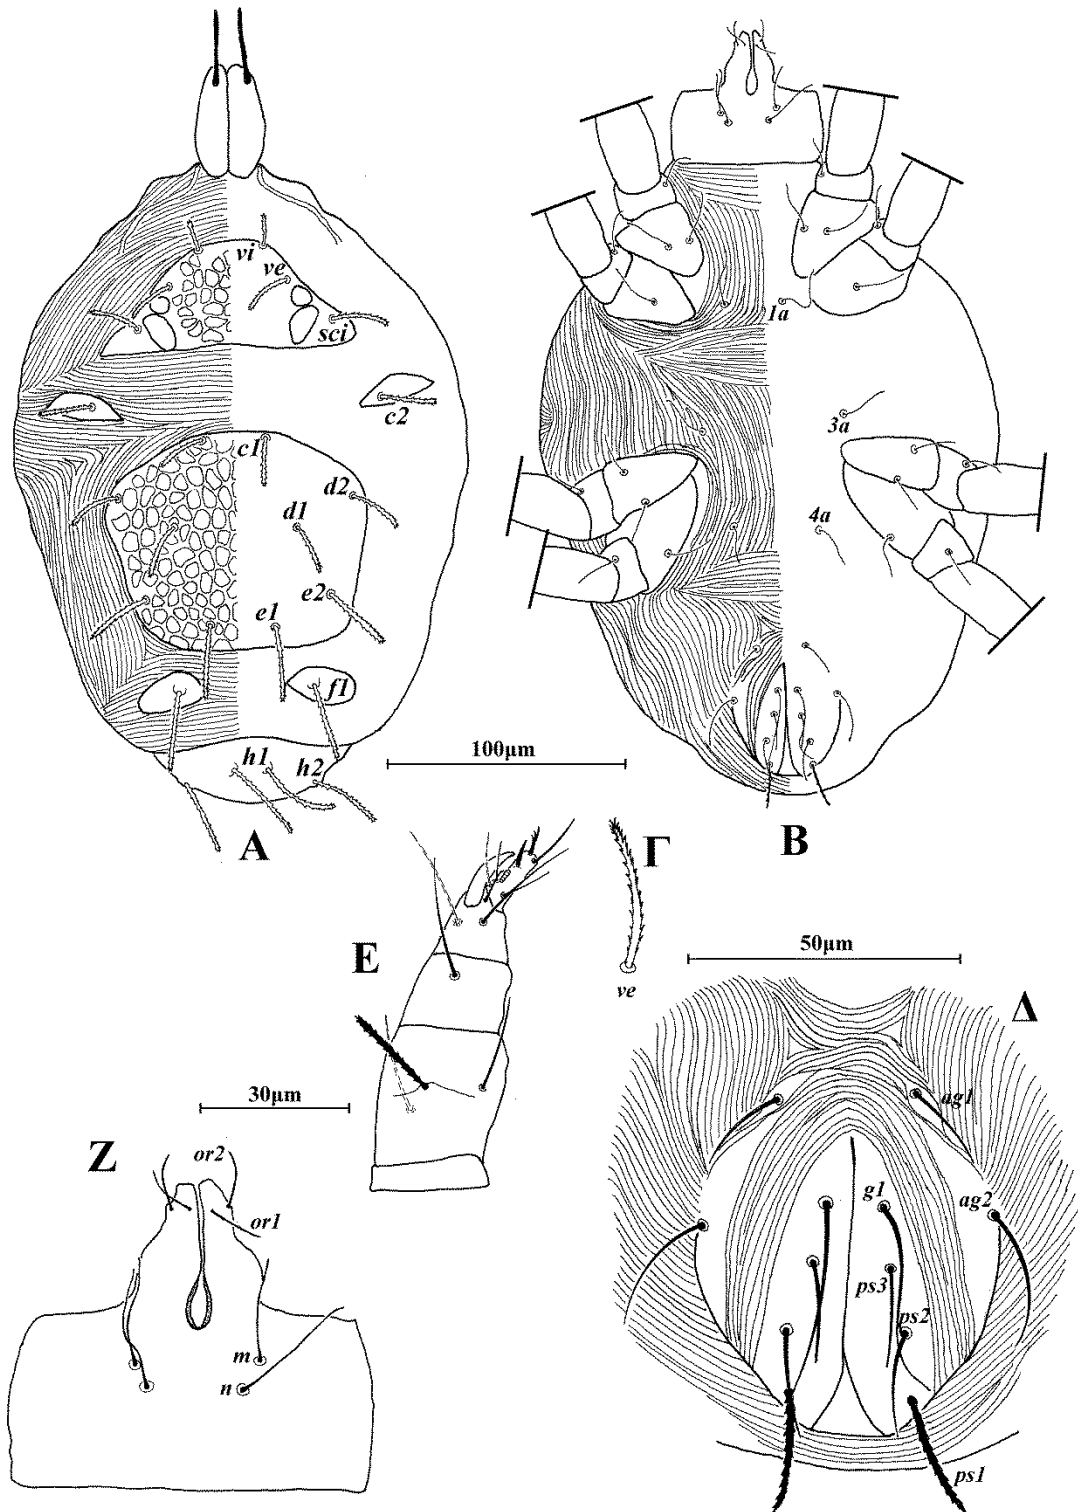 vi
ve
sci
c2
c1
d2
d1
e2
e1
f1
h1
h2
A
1a
3a
4a
100µm
B
Γ
ve
E
50µm
Δ
30µm
Z
or2
or1
m
n
ag1
g1
ag2
ps3
ps2
ps1